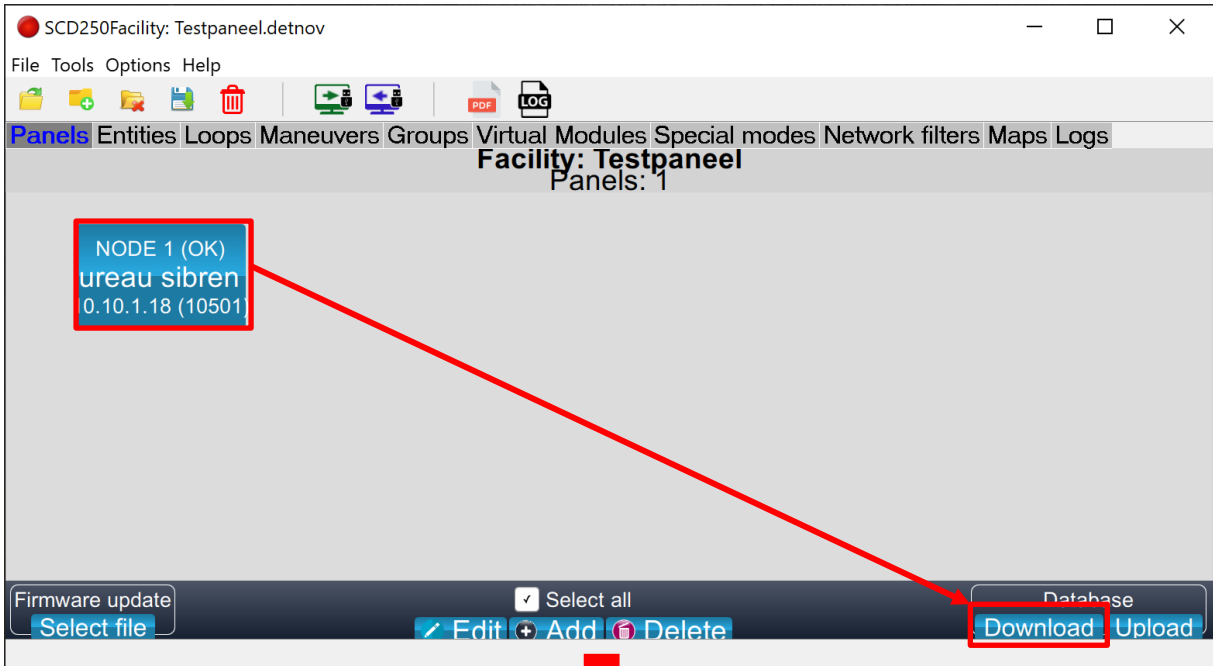 SCD250Facility: Testpaneel.detnov
File Tools Options Help
PDF LOG
Panels Entities Loops Maneuvers Groups Virtual Modules Special modes Network filters Maps Logs
Facility: Testpaneel
Panels: 1
NODE 1 (OK)
ureau sibren
0.10.1.18 (10501)
Firmware update
Select all
Database
Select file
Edit Add Delete
Download Upload